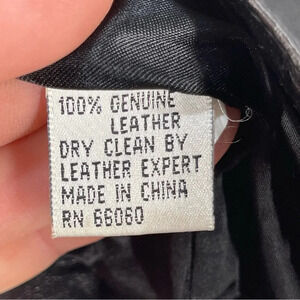 100% GENUINE
LEATHER
DRY CLEAN BY
LEATHER EXPERT
MADE IN CHINA
RN 66060